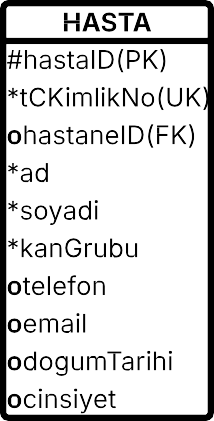 HASTA
#hastaID(PK)
*tCKimlikNo(UK)
ohastaneID(FK)
*ad
*soyadi
*kanGrubu
otelefon
oemail
odogumTarihi
ocinsiyet